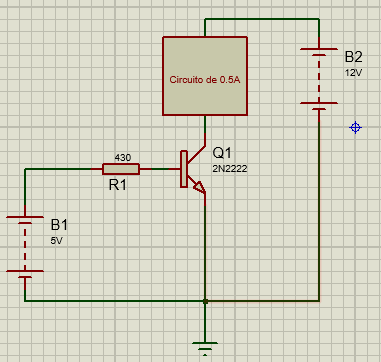 B2
12V
Circuito de 0.5A
430
R1
Q1
2N2222
B1
5V